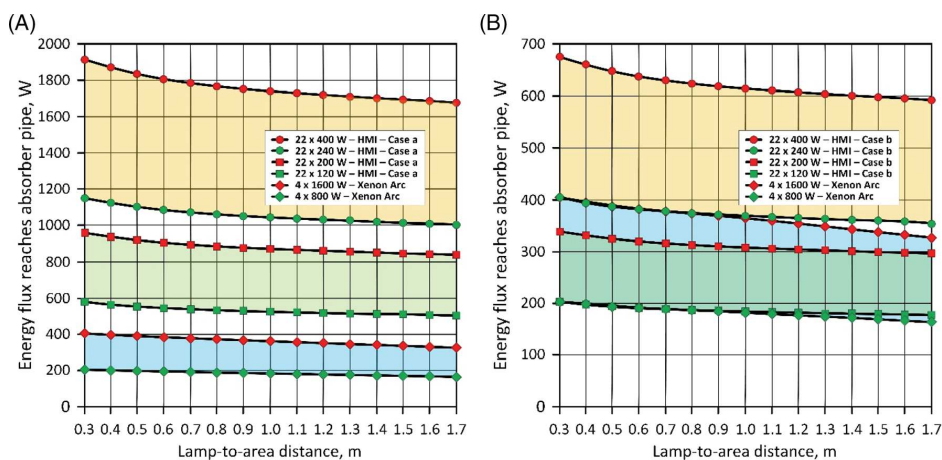 (A)
Energy flux reaches absorber pipe, W
2000
1800
1600
1400
1200
1000
800
600
400
200
0
22 x 400 W – HMI – Case a
22 x 240 W – HMI – Case a
22 x 200 W – HMI – Case a
22 x 120 W – HMI – Case a
4 x 1600 W – Xenon Arc
4 x 800 W – Xenon Arc
0.3 0.4 0.5 0.6 0.7 0.8 0.9 1.0 1.1 1.2 1.3 1.4 1.5 1.6 1.7
Lamp-to-area distance, m
(B)
Energy flux reaches absorber pipe, W
700
600
500
400
300
200
100
0
22 x 400 W – HMI – Case b
22 x 240 W – HMI – Case b
22 x 200 W – HMI – Case b
22 x 120 W – HMI – Case b
4 x 1600 W – Xenon Arc
4 x 800 W – Xenon Arc
0.3 0.4 0.5 0.6 0.7 0.8 0.9 1.0 1.1 1.2 1.3 1.4 1.5 1.6 1.7
Lamp-to-area distance, m